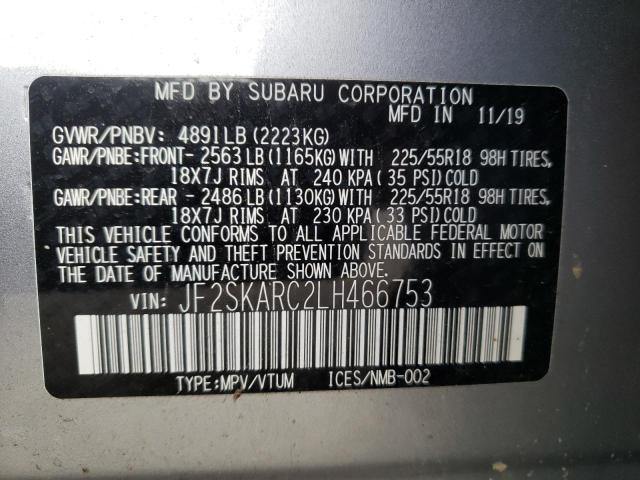 MFD BY SUBARU CORPORATION
MFD IN 11/19
GVWR/PNBV: 4891LB (2223KG)
GAWR/PNBE:FRONT- 2563LB (1165KG)WITH 225/55R18 98H TIRES,
18X7J RIMS AT 240 KPA( 35 PSI)COLD
GAWR/PNBE:REAR - 2486LB (1130KG)WITH 225/55R18 98H TIRES,
18X7J RIMS AT 230 KPA( 33 PSI)COLD
THIS VEHICLE CONFORMS TO ALL APPLICABLE FEDERAL MOTOR
VEHICLE SAFETY AND THEFT PREVENTION STANDARDS IN EFFECT
ON THE DATE OF MANUFACTURE SHOWN ABOVE.
VIN: JF2SKARC2LH466753
TYPE:MPV/VTUM ICES/NMB-002